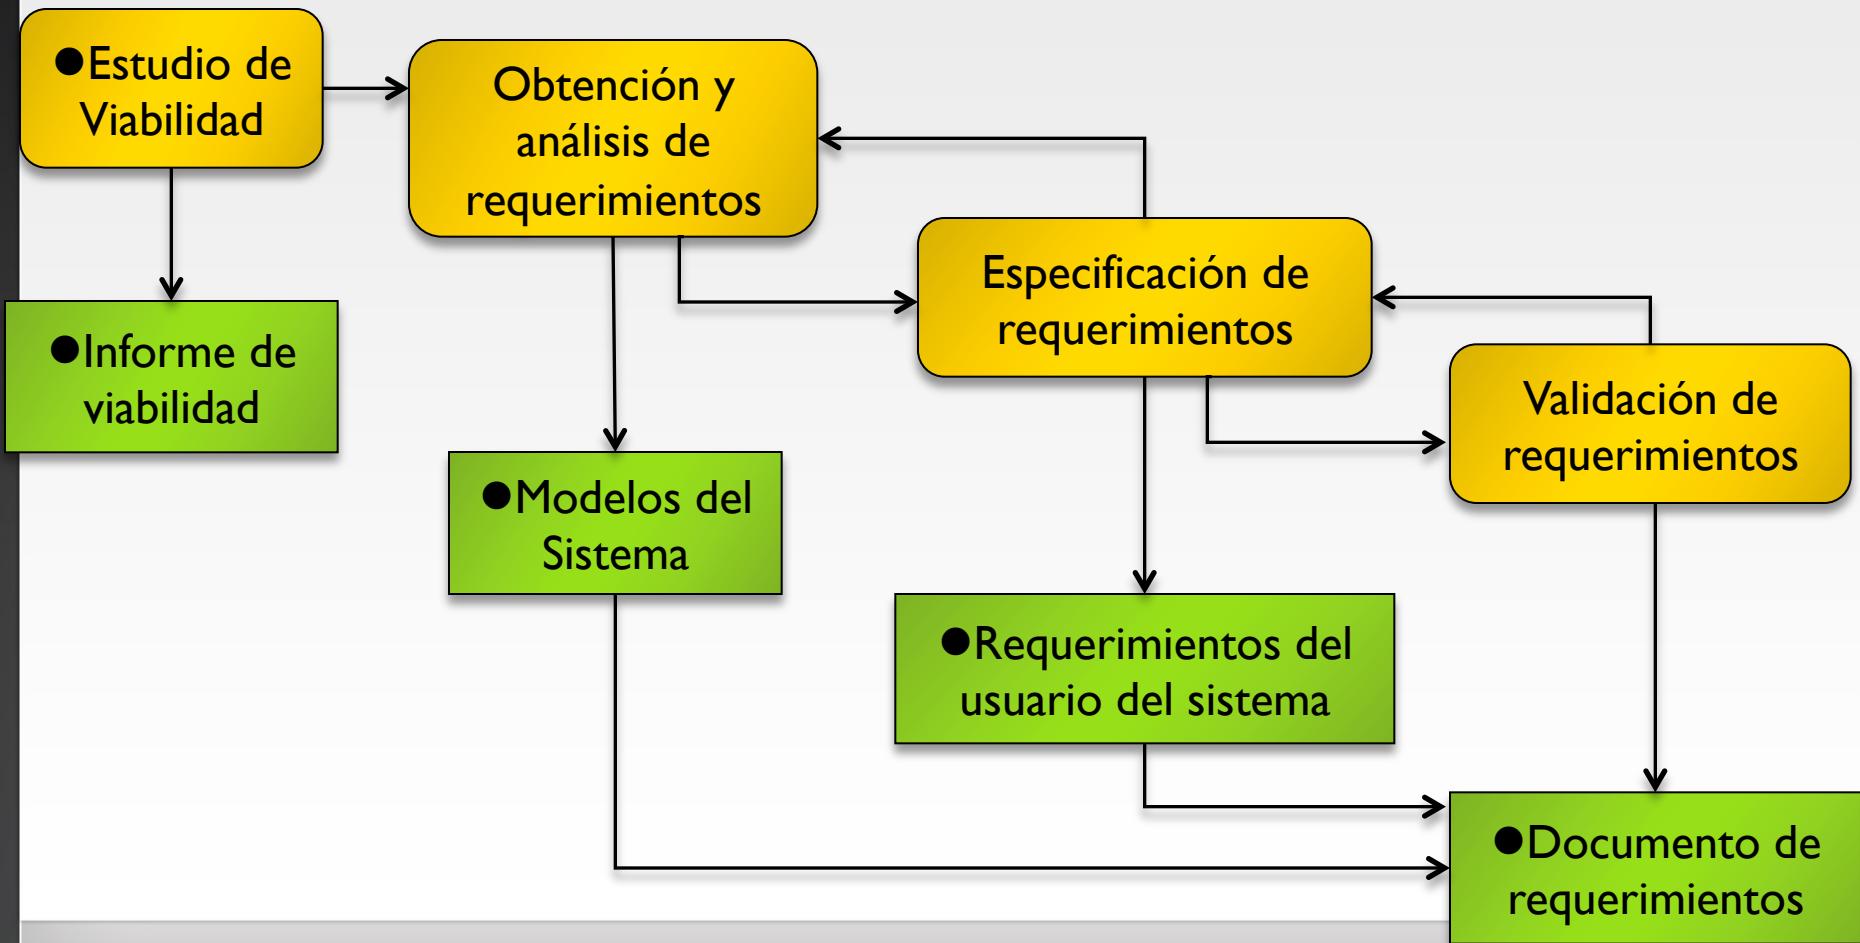 ●Estudio de
Viabilidad
Obtención y
análisis de
requerimientos
Especificación de
requerimientos
●Informe de
viabilidad
Validación de
requerimientos
●Modelos del
Sistema
●Requerimientos del
usuario del sistema
●Documento de
requerimientos